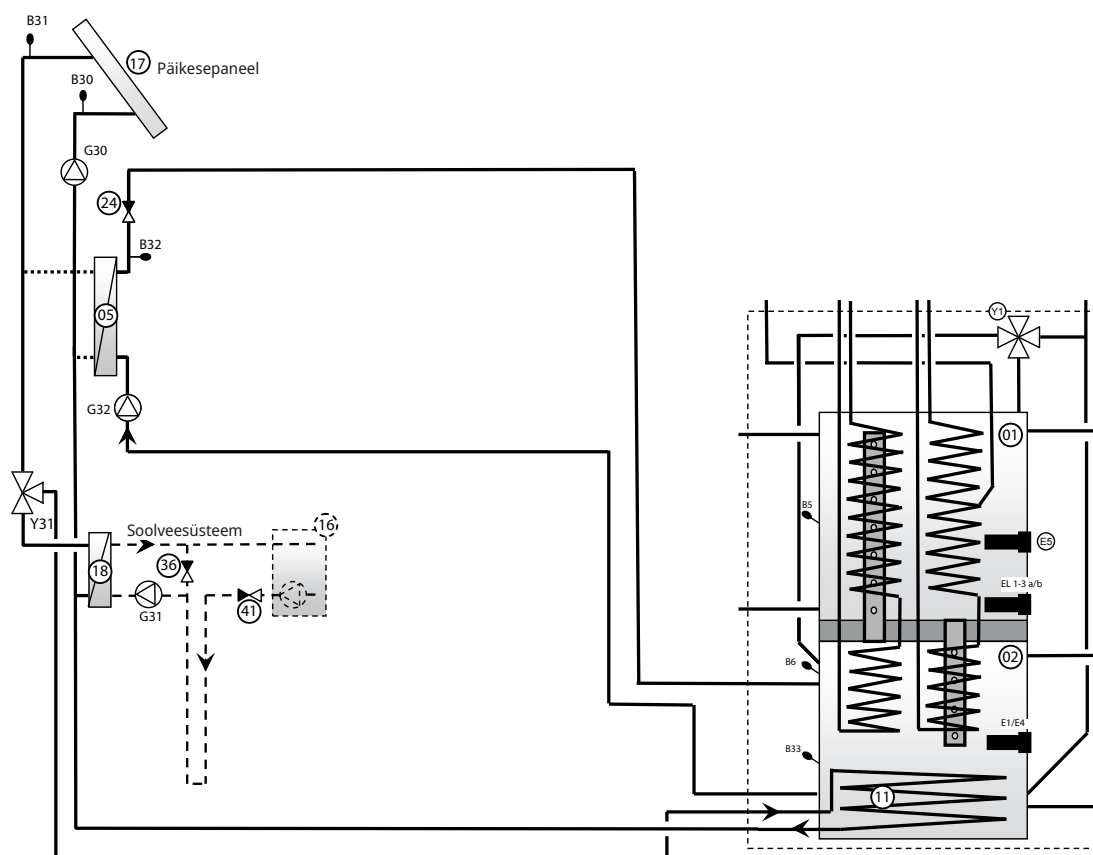 B31
17
Päikesepaneel
B30
G30
24
B32
05
G32
Y31
Soolveesüsteem
16
18
36
G31
41
Y1
01
B5
E5
EL 1-3 a/b
02
B6
E1/E4
B33
11